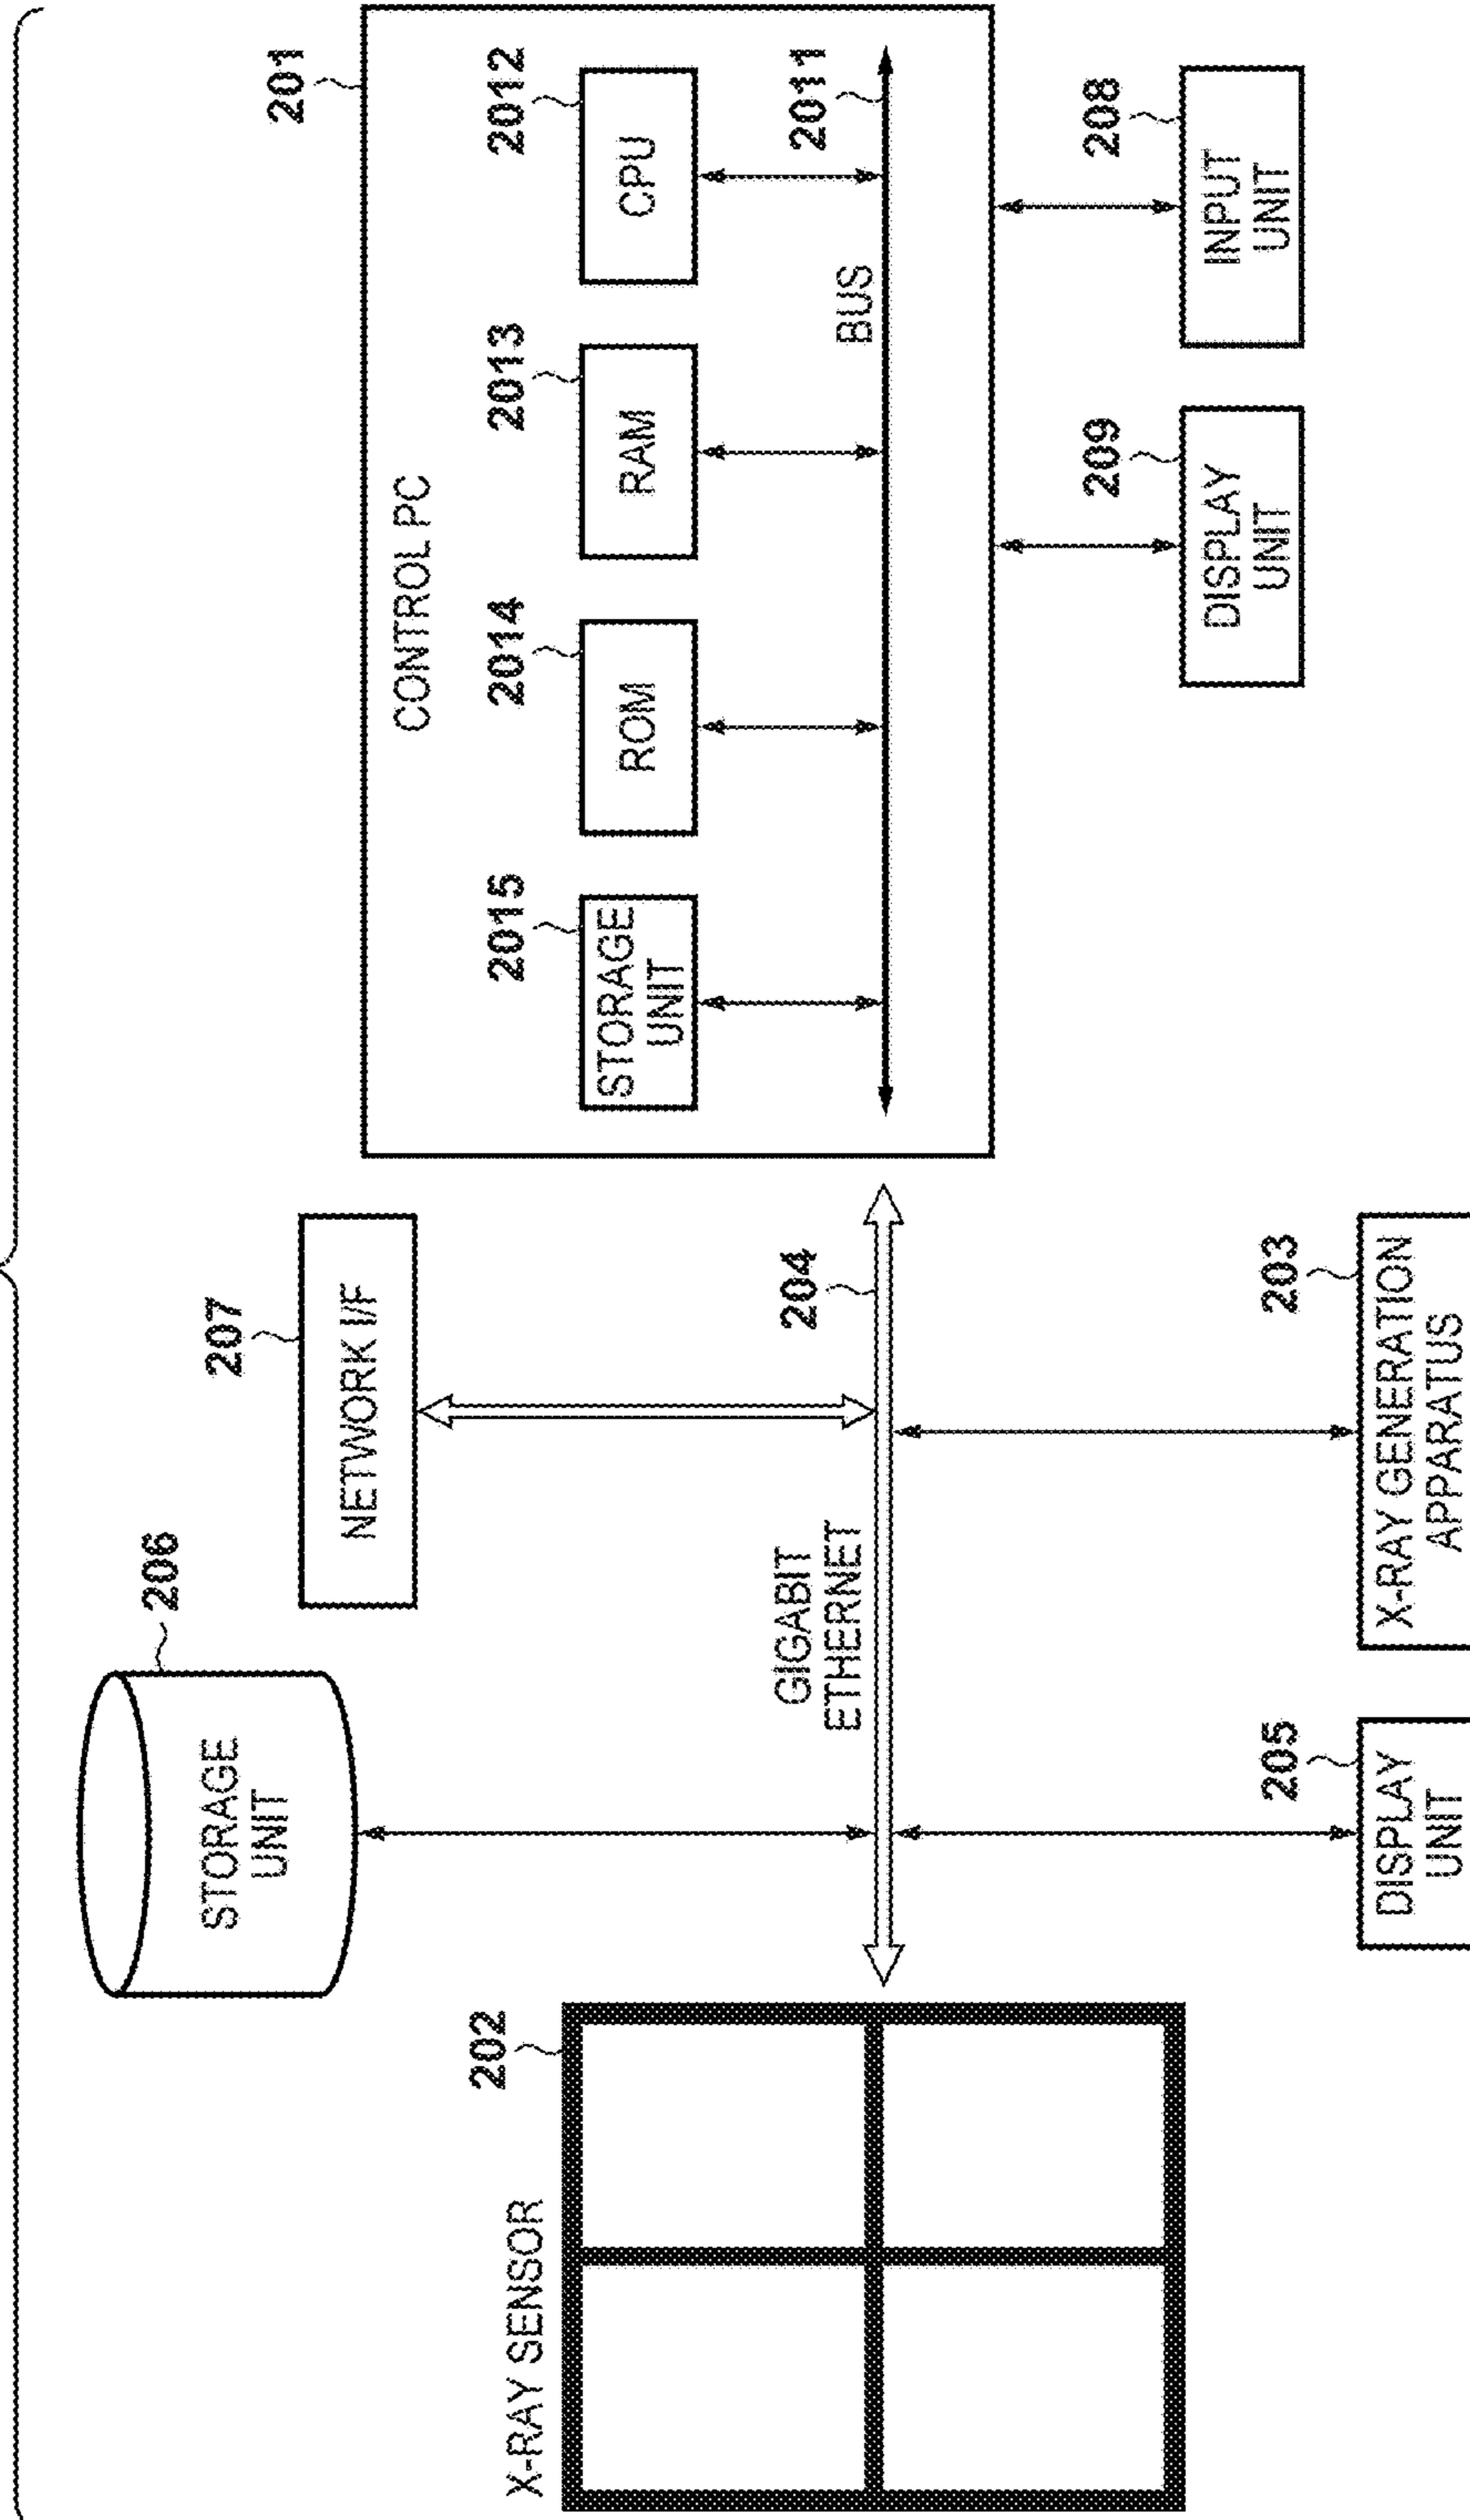 206
STORAGE
UNIT
207
NETWORK I/F
201
CONTROL PC
2015
STORAGE
UNIT
2014
ROM
2013
RAM
2012
CPU
BUS
2011
X-RAY SENSOR
202
GIGABIT
ETHERNET
204
205
DISPLAY
UNIT
203
X-RAY GENERATION
APPARATUS
209
DISPLAY
UNIT
208
INPUT
UNIT